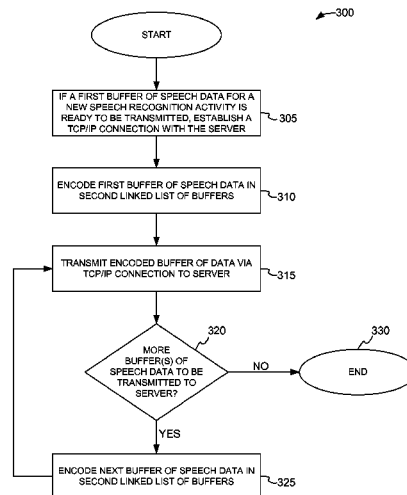 300
START
IF A FIRST BUFFER OF SPEECH DATA FOR A
NEW SPEECH RECOGNITION ACTIVITY IS
READY TO BE TRANSMITTED, ESTABLISH A
TCP/IP CONNECTION WITH THE SERVER
305
ENCODE FIRST BUFFER OF SPEECH DATA IN
SECOND LINKED LIST OF BUFFERS
310
TRANSMIT ENCODED BUFFER OF DATA VIA
TCP/IP CONNECTION TO SERVER
315
320
MORE
BUFFER(S) OF
SPEECH DATA TO BE
TRANSMITTED TO
SERVER?
NO
330
END
YES
ENCODE NEXT BUFFER OF SPEECH DATA IN
SECOND LINKED LIST OF BUFFERS
325